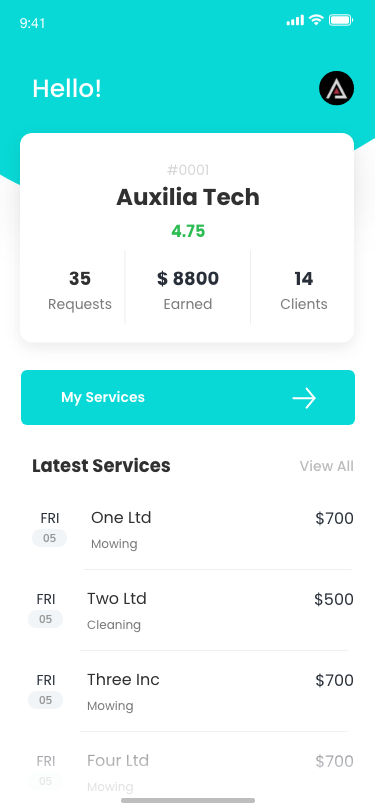 9:41
Hello!
#0001
Auxilia Tech
4.75
35 $ 8800 14
Requests Earned Clients
My Services
Latest Services View All
FRI One Ltd $700
05 Mowing
FRI Two Ltd $500
05 Cleaning
FRI Three Inc $700
05 Mowing
FRI Four Ltd $700
05 Mowing